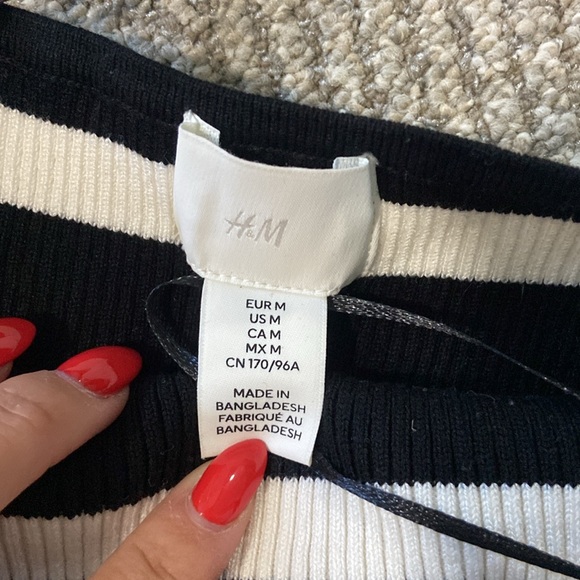 H&M
EUR M
US M
CA M
MX M
CN 170/96A
MADE IN
BANGLADESH
FABRIQUÉ AU
BANGLADESH